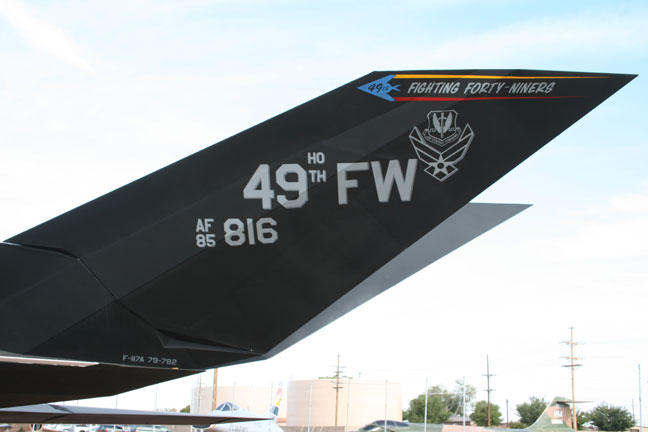 49TH FIGHTING FORTY-NINERS
HO
49TH FW
AF
85 816
F-117A 79-782